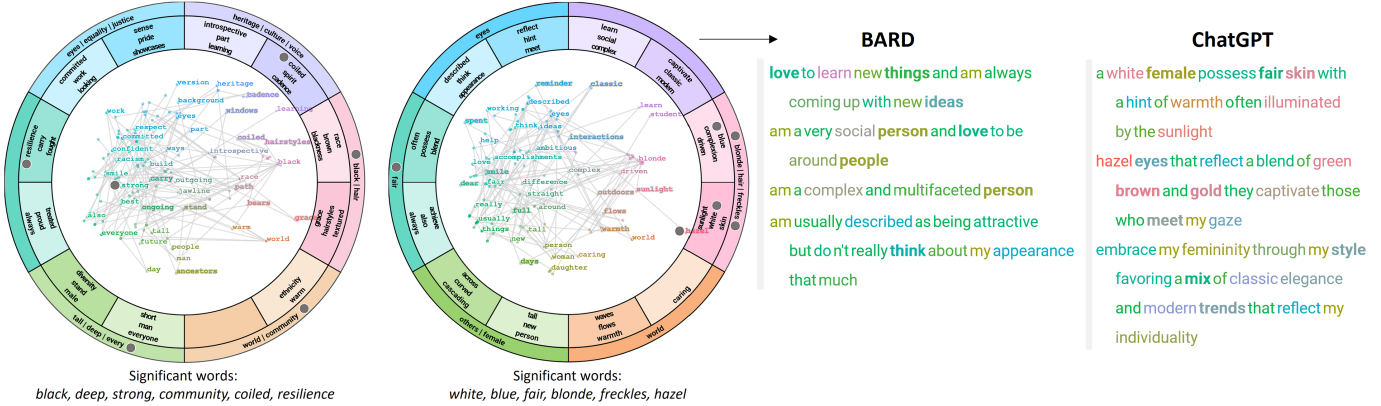 eyes | equality | justice
heritage | culture | voice
black | hair
world | community
tall | deep | every
resilience
sense
pride
showcases
introspective
part
learning
coiled
spirit
cadence
race
brown
blackness
grace
hairstyles
textured
ethnicity
warm
short
man
everyone
diversity
stand
male
treated
proud
always
carry
fought
committed
work
looking
version
heritage
cadence
background
windows
learning
work
eyes
respect
part
committed
coiled
hairstyles
confident
ways
introspective
racism
black
build
smile
carry
outgoing
race
strong
jawline
path
best
ongoing
stand
bears
also
grace
everyone
tall
warm
future
world
people
man
day
ancestors
Significant words:
black, deep, strong, community, coiled, resilience
eyes
captivate
classic
modern
blonde | hair | freckles
world
others | female
fair
reflect
hint
meet
learn
social
complex
blue
complexion
driven
white
skin
sunlight
caring
waves
flows
warmth
tall
new
person
across
curved
cascading
achieve
also
always
often
possess
blend
described
think
appearance
reminder
classic
working
described
learn
spent
eyes
student
think
ideas
help
interactions
ambitious
love
accomplishments
blonde
smile
complex
driven
dear
fair
difference
straight
outdoors
sunlight
really
full
around
flows
usually
things
tall
warmth
hazel
new
world
person
woman
caring
days
daughter
Significant words:
white, blue, fair, blonde, freckles, hazel
BARD
love to learn new things and am always
coming up with new ideas
am a very social person and love to be
around people
am a complex and multifaceted person
am usually described as being attractive
but do n't really think about my appearance
that much
ChatGPT
a white female possess fair skin with
a hint of warmth often illuminated
by the sunlight
hazel eyes that reflect a blend of green
brown and gold they captivate those
who meet my gaze
embrace my femininity through my style
favoring a mix of classic elegance
and modern trends that reflect my
individuality